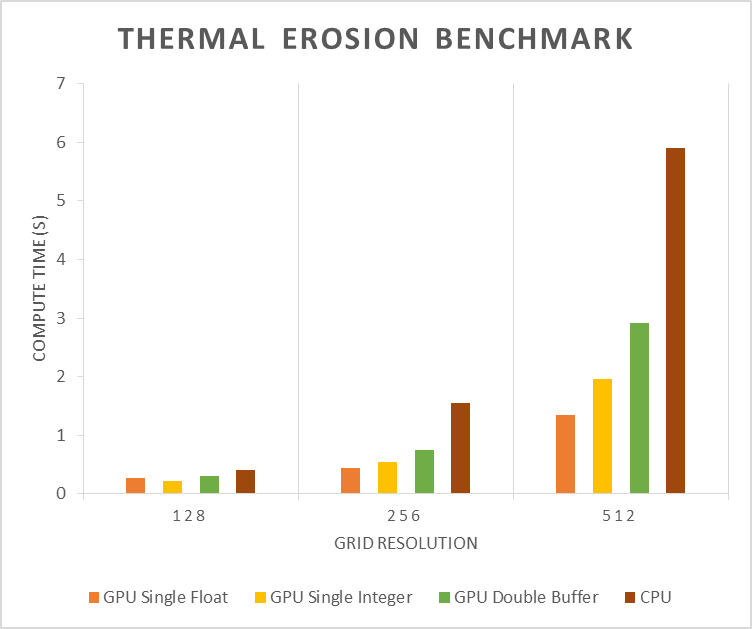 THERMAL EROSION BENCHMARK
7
6
5
4
3
2
1
0
COMPUTE TIME (S)
128
256
512
GRID RESOLUTION
GPU Single Float
GPU Single Integer
GPU Double Buffer
CPU